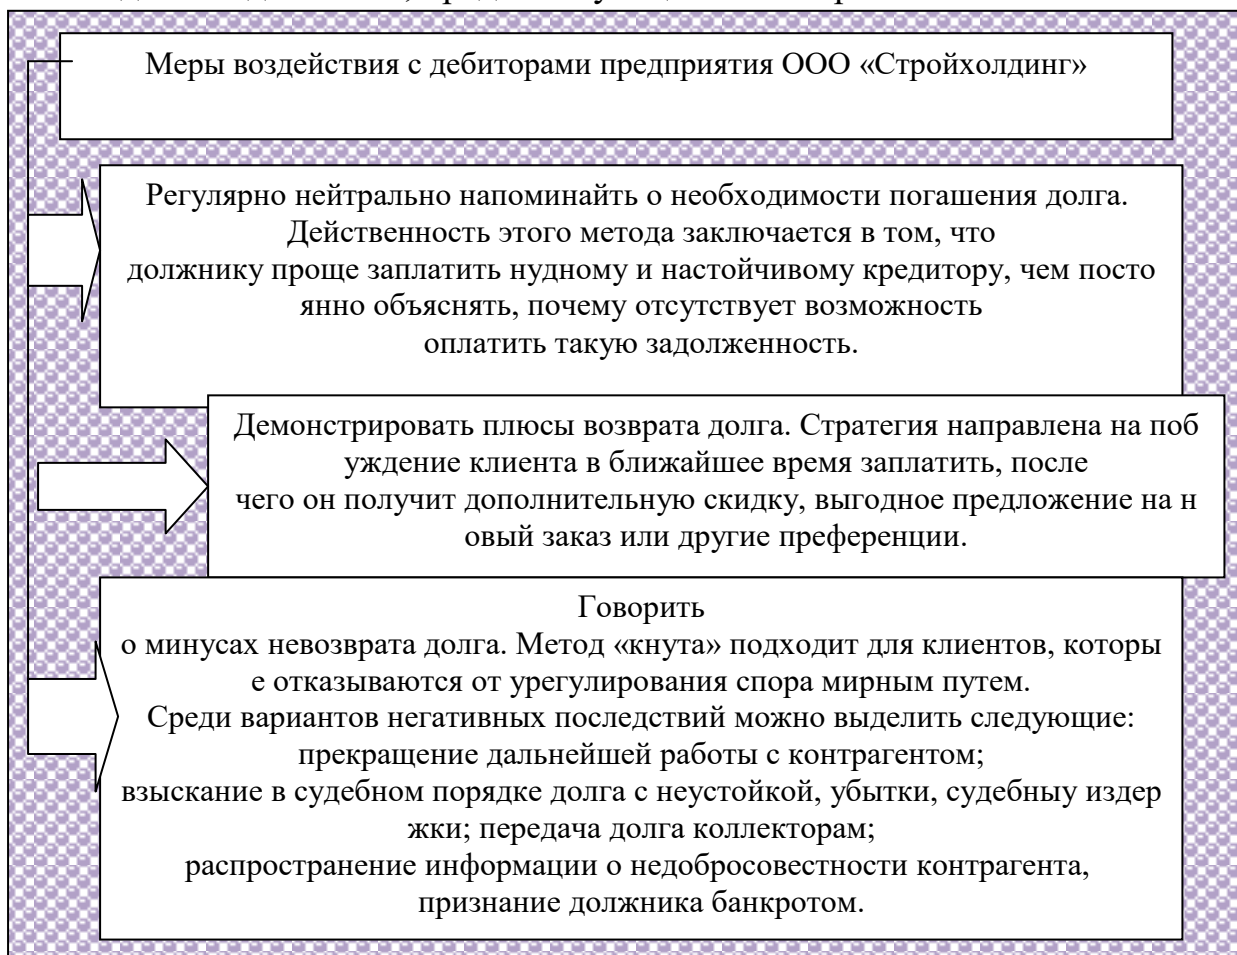 Меры воздействия с дебиторами предприятия ООО «Стройхолдинг»
Регулярно нейтрально напоминайть о необходимости погашения долга.
Действенность этого метода заключается в том, что
должнику проще заплатить нудному и настойчивому кредитору, чем посто
янно объяснять, почему отсутствует возможность
оплатить такую задолженность.
Демонстрировать плюсы возврата долга. Стратегия направлена на поб
уждение клиента в ближайшее время заплатить, после
чего он получит дополнительную скидку, выгодное предложение на н
овый заказ или другие преференции.
Говорить
о минусах невозврата долга. Метод «кнута» подходит для клиентов, которы
е отказываются от урегулирования спора мирным путем.
Среди вариантов негативных последствий можно выделить следующие:
прекращение дальнейшей работы с контрагентом;
взыскание в судебном порядке долга с неустойкой, убытки, судебныу издер
жки; передача долга коллекторам;
распространение информации о недобросовестности контрагента,
признание должника банкротом.